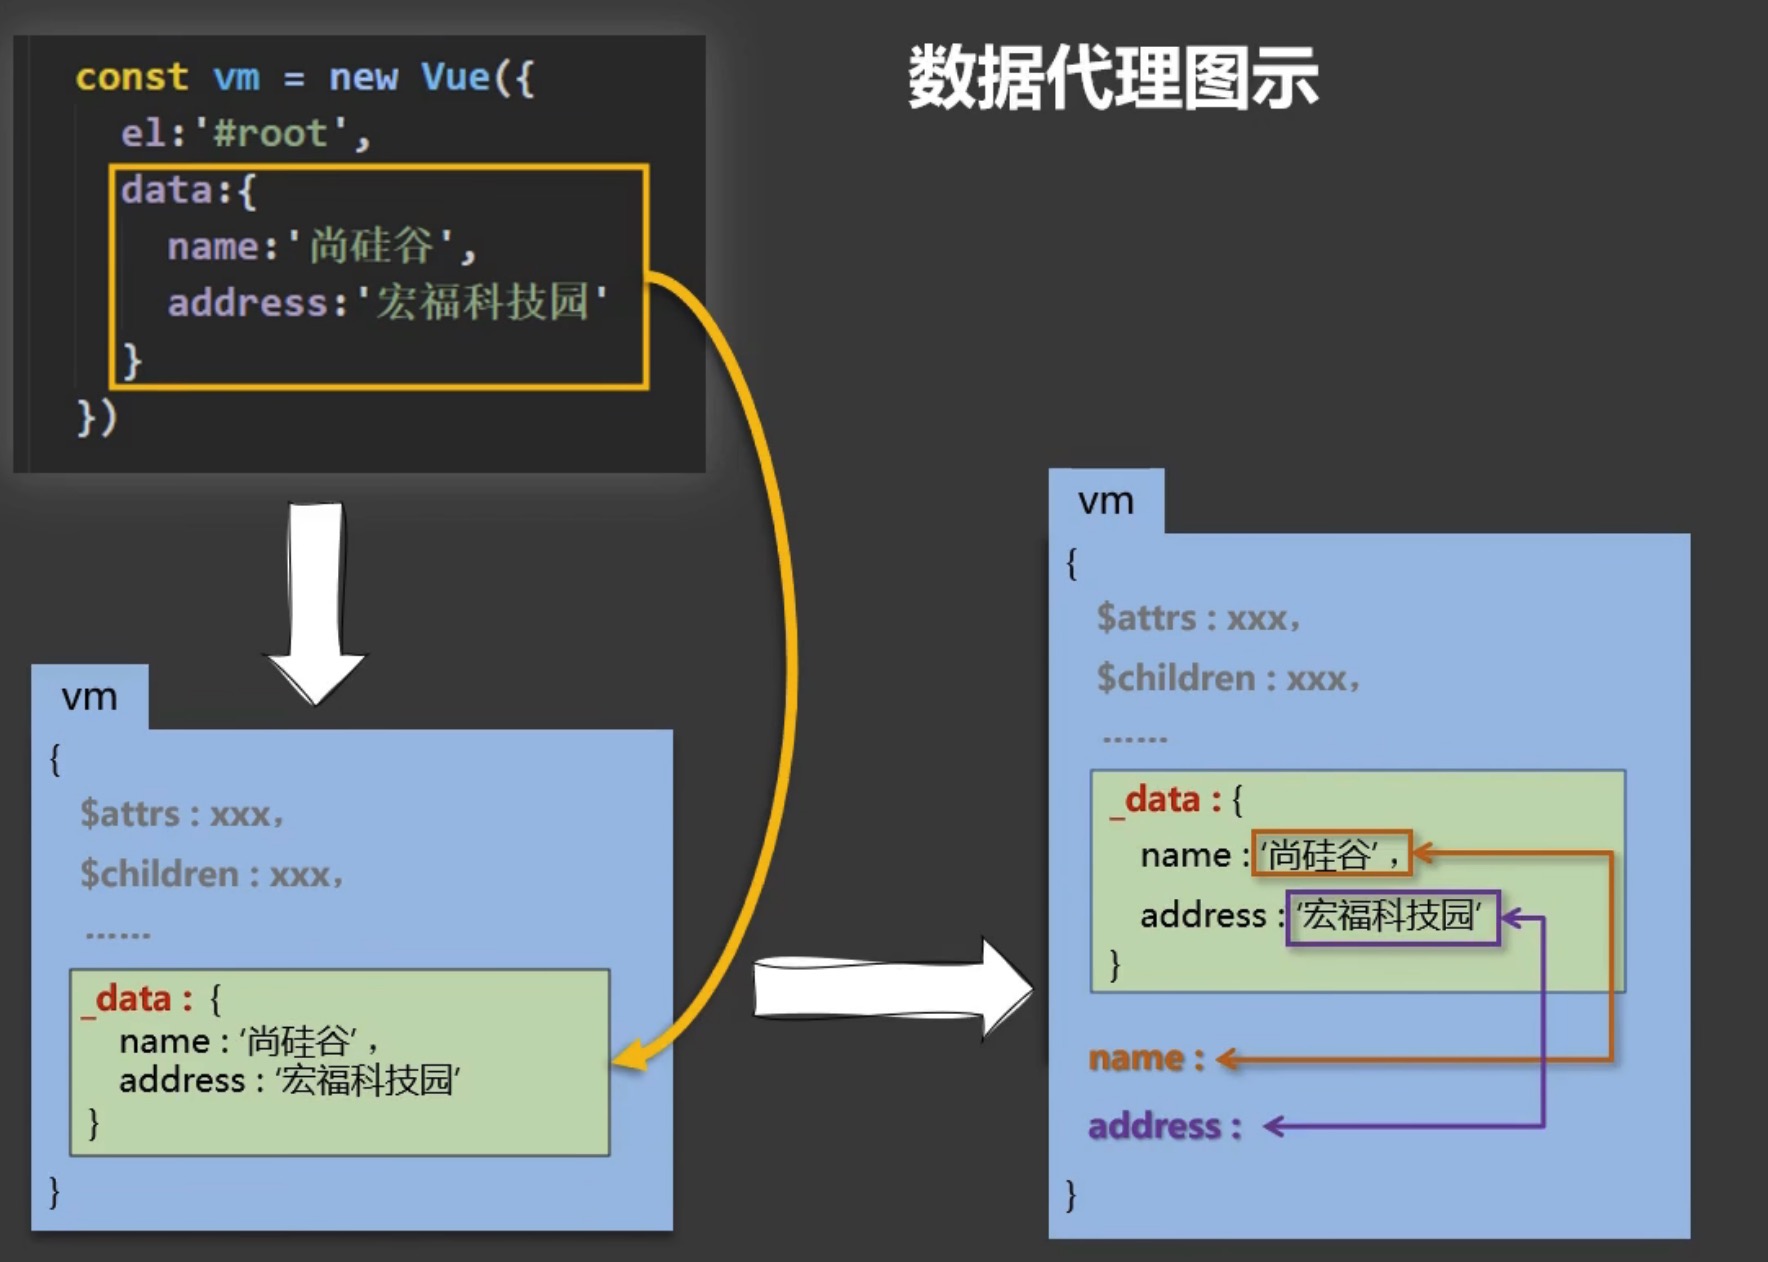 数据代理图示
const vm = new Vue({
el:'#root',
data:{
name:'尚硅谷',
address:'宏福科技园'
}
})
vm
{
$attrs : xxx，
$children : xxx，
......
_data : {
name : ‘尚硅谷’，
address : ‘宏福科技园’
}
}
vm
{
$attrs : xxx，
$children : xxx，
......
_data : {
name : ‘尚硅谷’，
address : ‘宏福科技园’
}
name :
address :
}